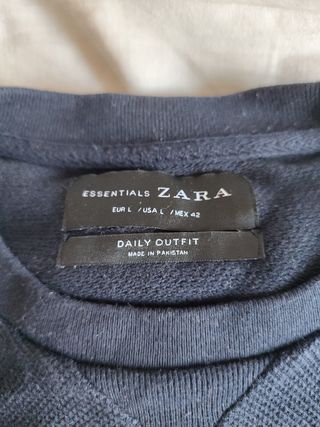 ESSENTIALS ZARA
EUR L / USA L / MEX 42
DAILY OUTFIT
MADE IN PAKISTAN